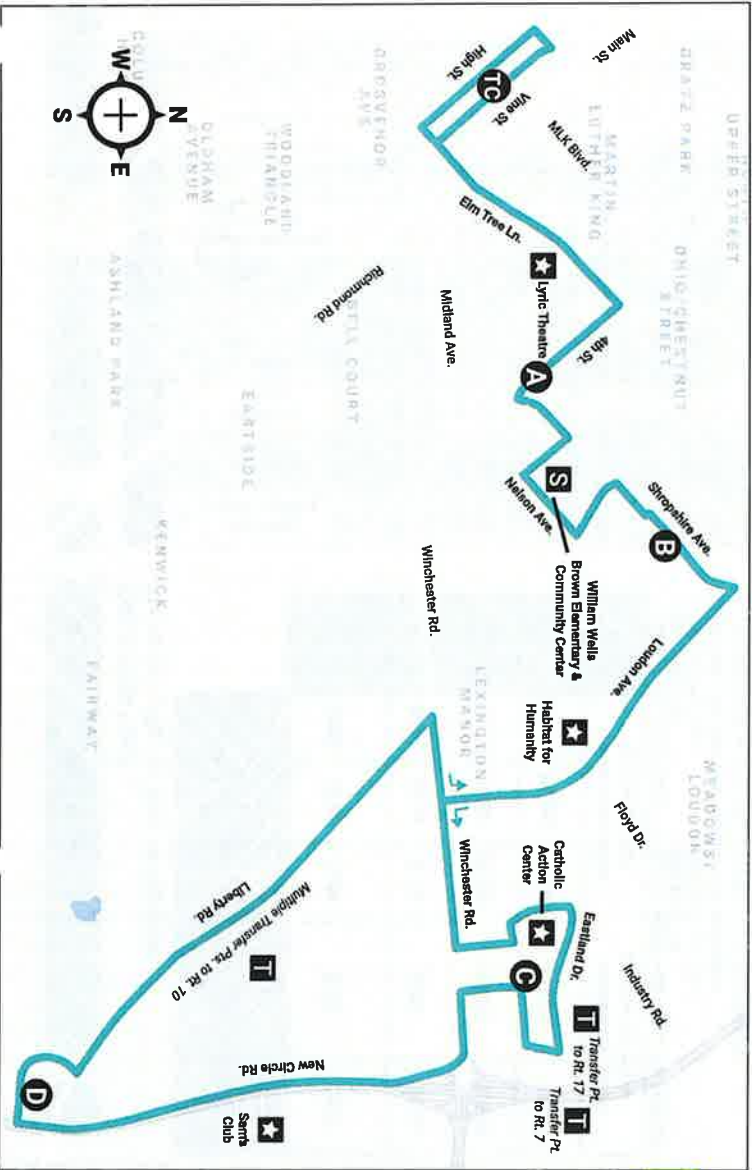 UPPER STREET
GRATZ PARK
Main St.
High St.
TC
Vine St.
MLK Blvd.
MARTIN
LUTHER KING
GROSVENOR
AVE
W
N
S
E
WOODLAND
TRIANGLE
OLDHAM
AVENUE
OHIO/CHESTNUT
STREET
Elm Tree Ln.
Lyric Theatre
4th St.
A
Midland Ave.
Richmond Rd.
BELL COURT
ASHLAND PARK
EASTSIDE
KENWICK
FAIRWAY
S
Nelson Ave.
Shropshire Ave.
B
William Wells
Brown Elementary &
Community Center
Winchester Rd.
Loudon Ave.
Habitat for
Humanity
LEXINGTON
MANOR
MEADOWS/
LOUDON
Floyd Dr.
Winchester Rd.
Catholic
Action
Center
Eastland Dr.
C
Industry Rd.
T
Transfer Pt.
to Rt. 17
T
Transfer Pt.
to Rt. 7
Liberty Rd.
Multiple Transfer Pts. to Rt. 10
T
New Circle Rd.
Sam's
Club
D